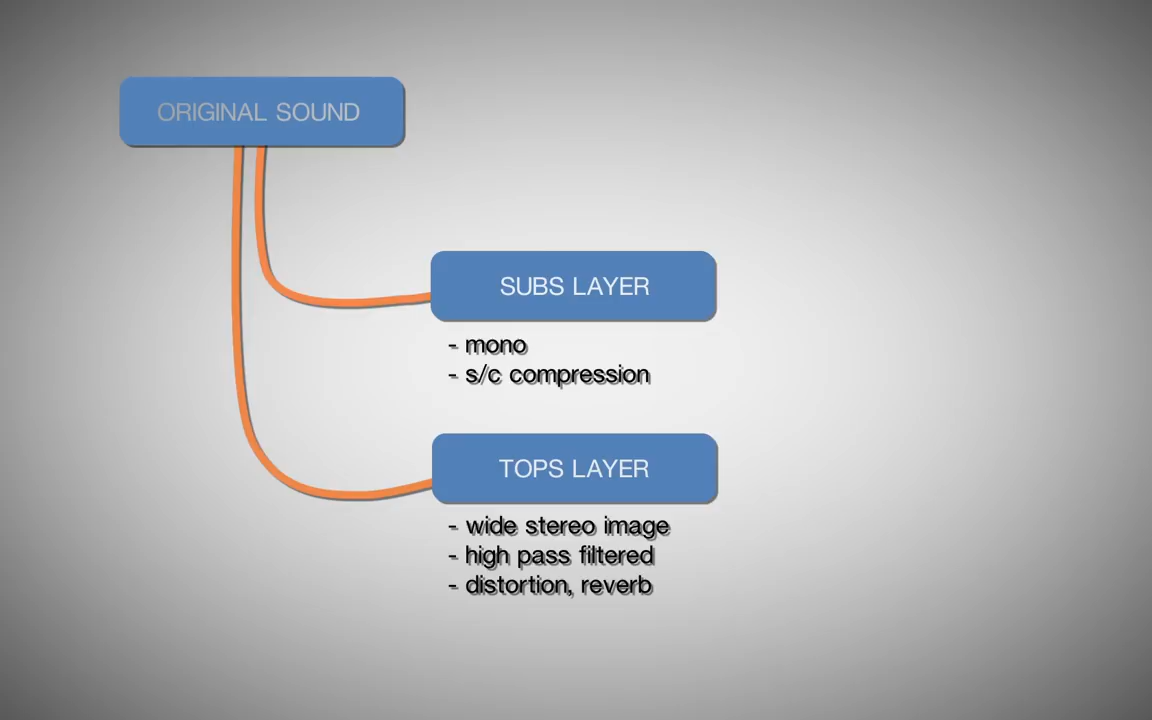 ORIGINAL SOUND
SUBS LAYER
- mono
- s/c compression
TOPS LAYER
- wide stereo image
- high pass filtered
- distortion, reverb